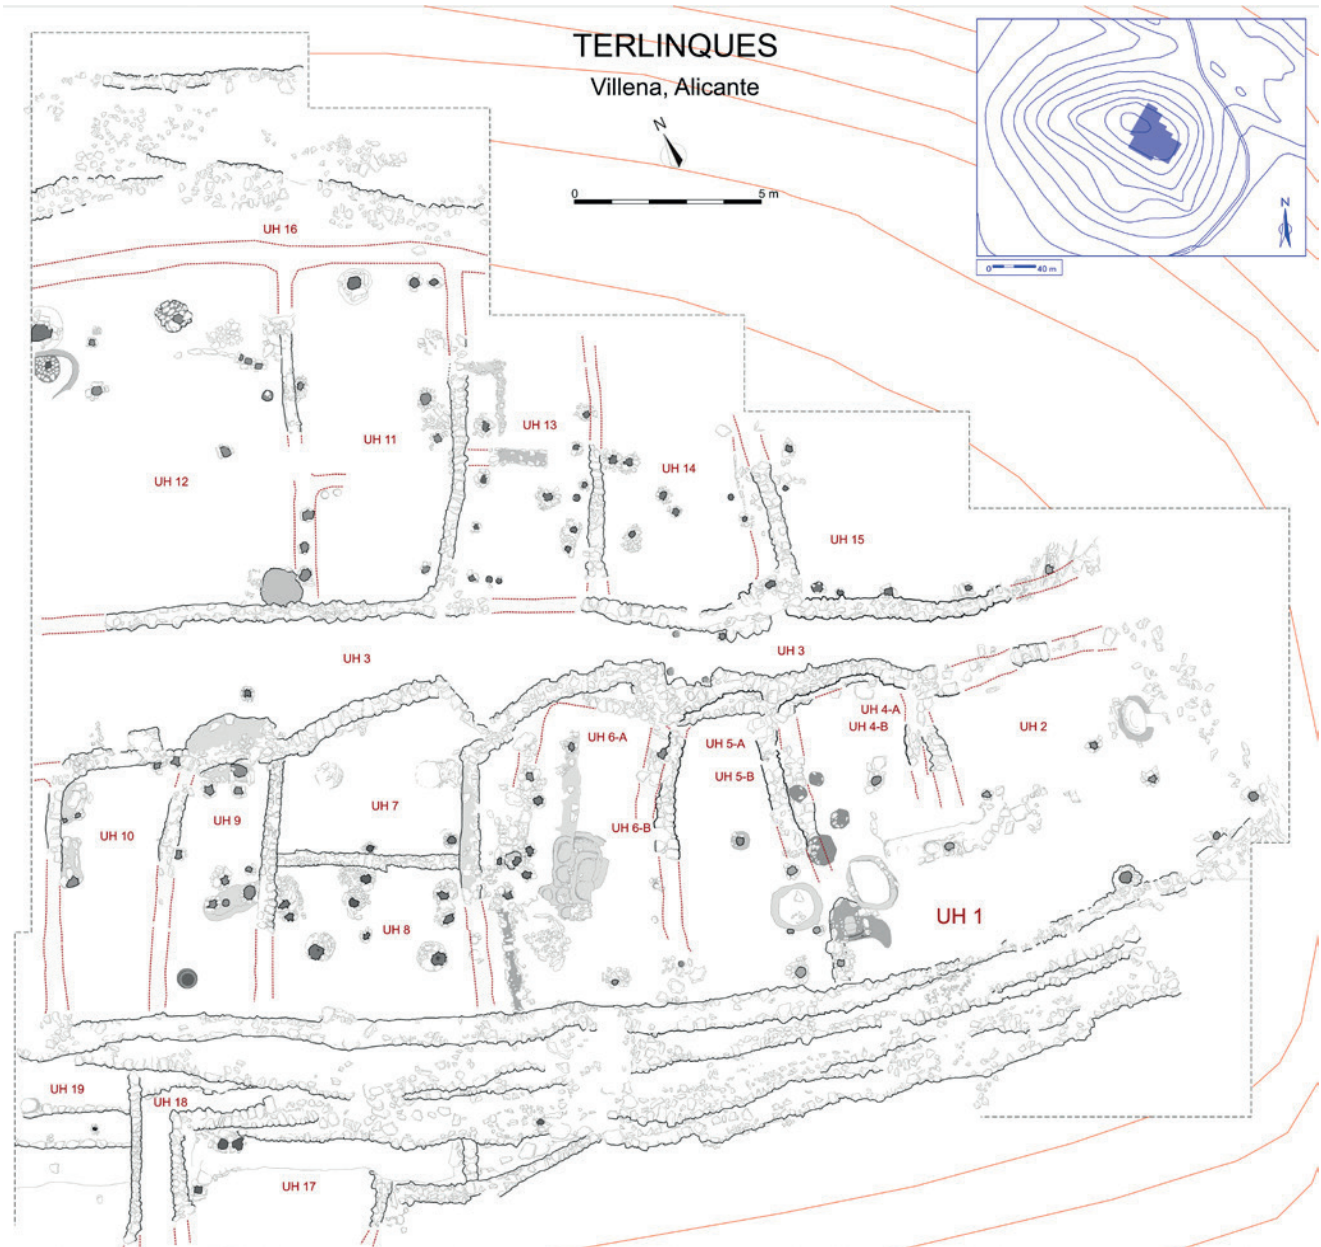 TERLINQUES
Villena, Alicante
N
0 5 m
N
0 40 m
UH 16
UH 13
UH 11
UH 14
UH 12
UH 15
UH 3
UH 3
UH 4-A
UH 4-B
UH 2
UH 6-A
UH 5-A
UH 5-B
UH 7
UH 9
UH 10
UH 6-B
UH 1
UH 8
UH 19
UH 18
UH 17